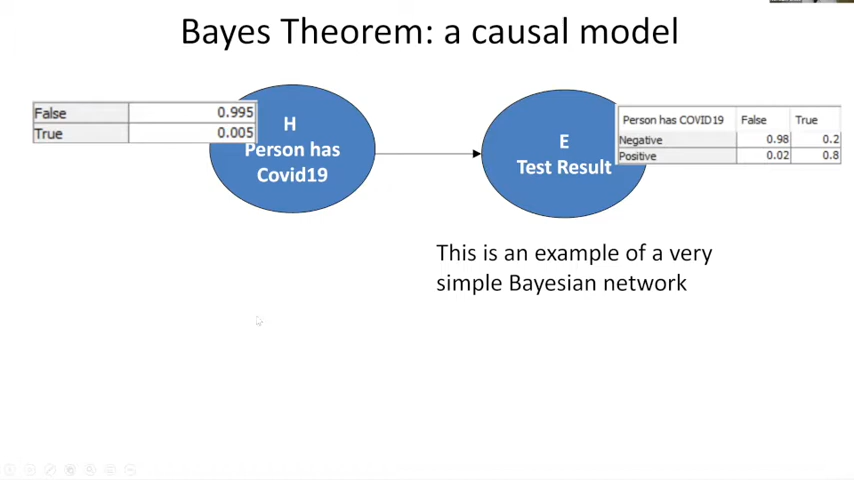 Bayes Theorem: a causal model
False 0.995
True 0.005
H
Person has
Covid19
E
Test Result
Person has COVID19 False True
Negative 0.98 0.2
Positive 0.02 0.8
This is an example of a very
simple Bayesian network